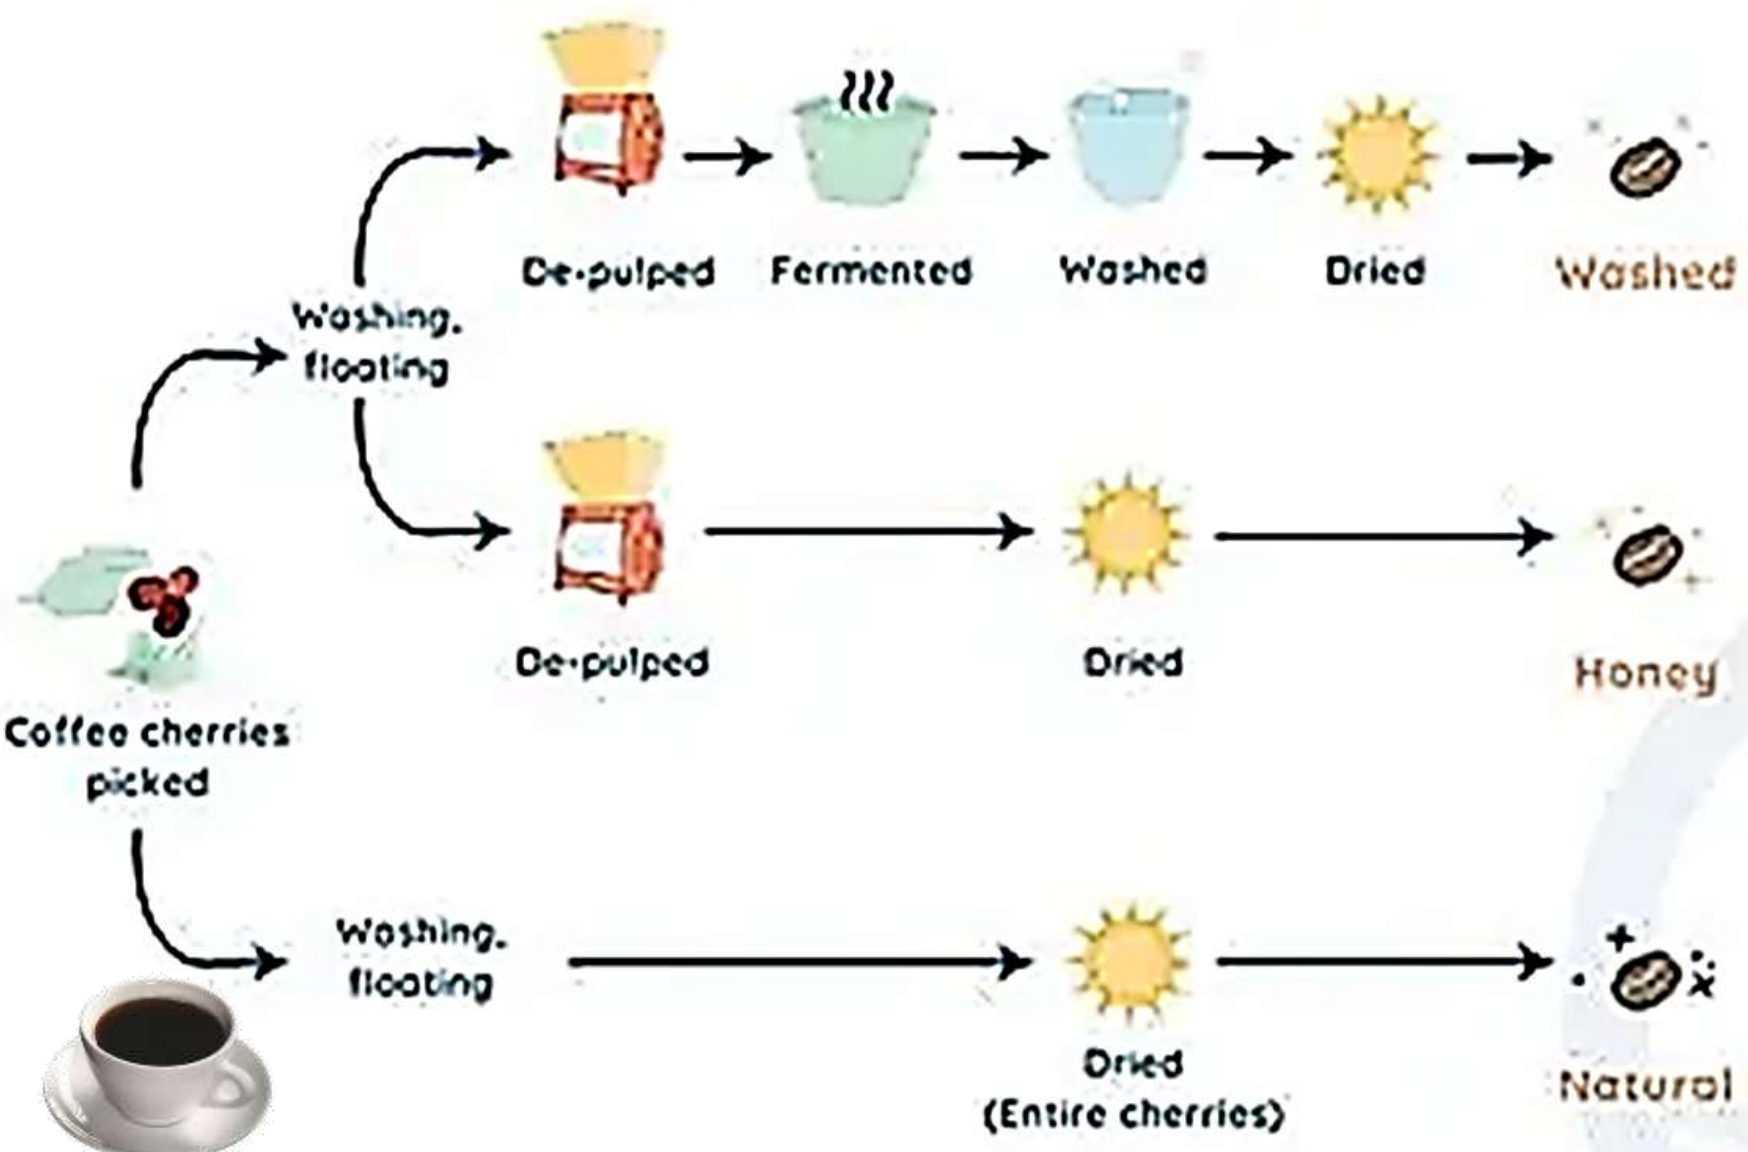 De-pulped
Fermented
Washed
Dried
Washed
Washing,
floating
De-pulped
Dried
Honey
Coffee cherries
picked
Washing,
floating
Dried
(Entire cherries)
Natural